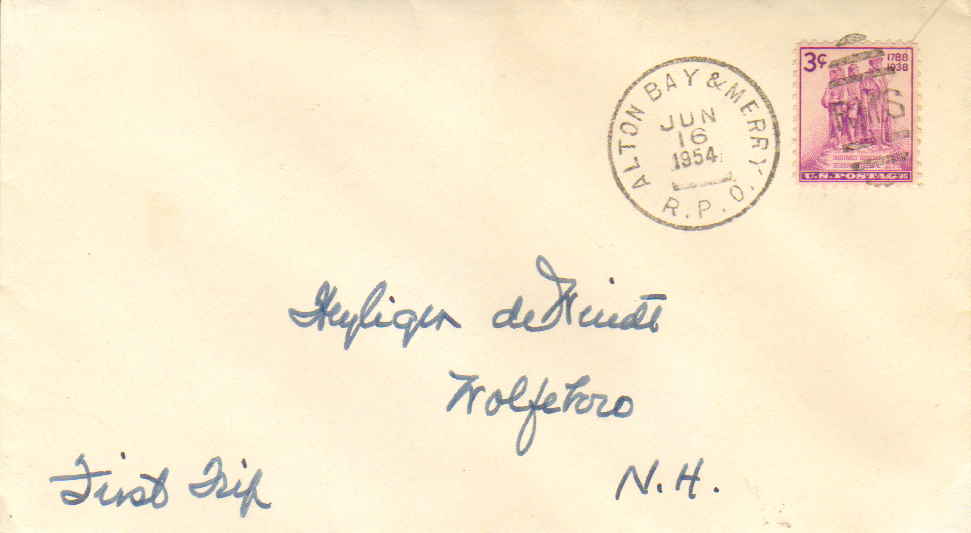 ALTON BAY & MERRY.
JUN
16
1954
R.P.O.
3¢
1788
1938
R.M.S.
U.S. POSTAGE
Heyliger de Windt
Wolfeboro
N.H.
First Trip